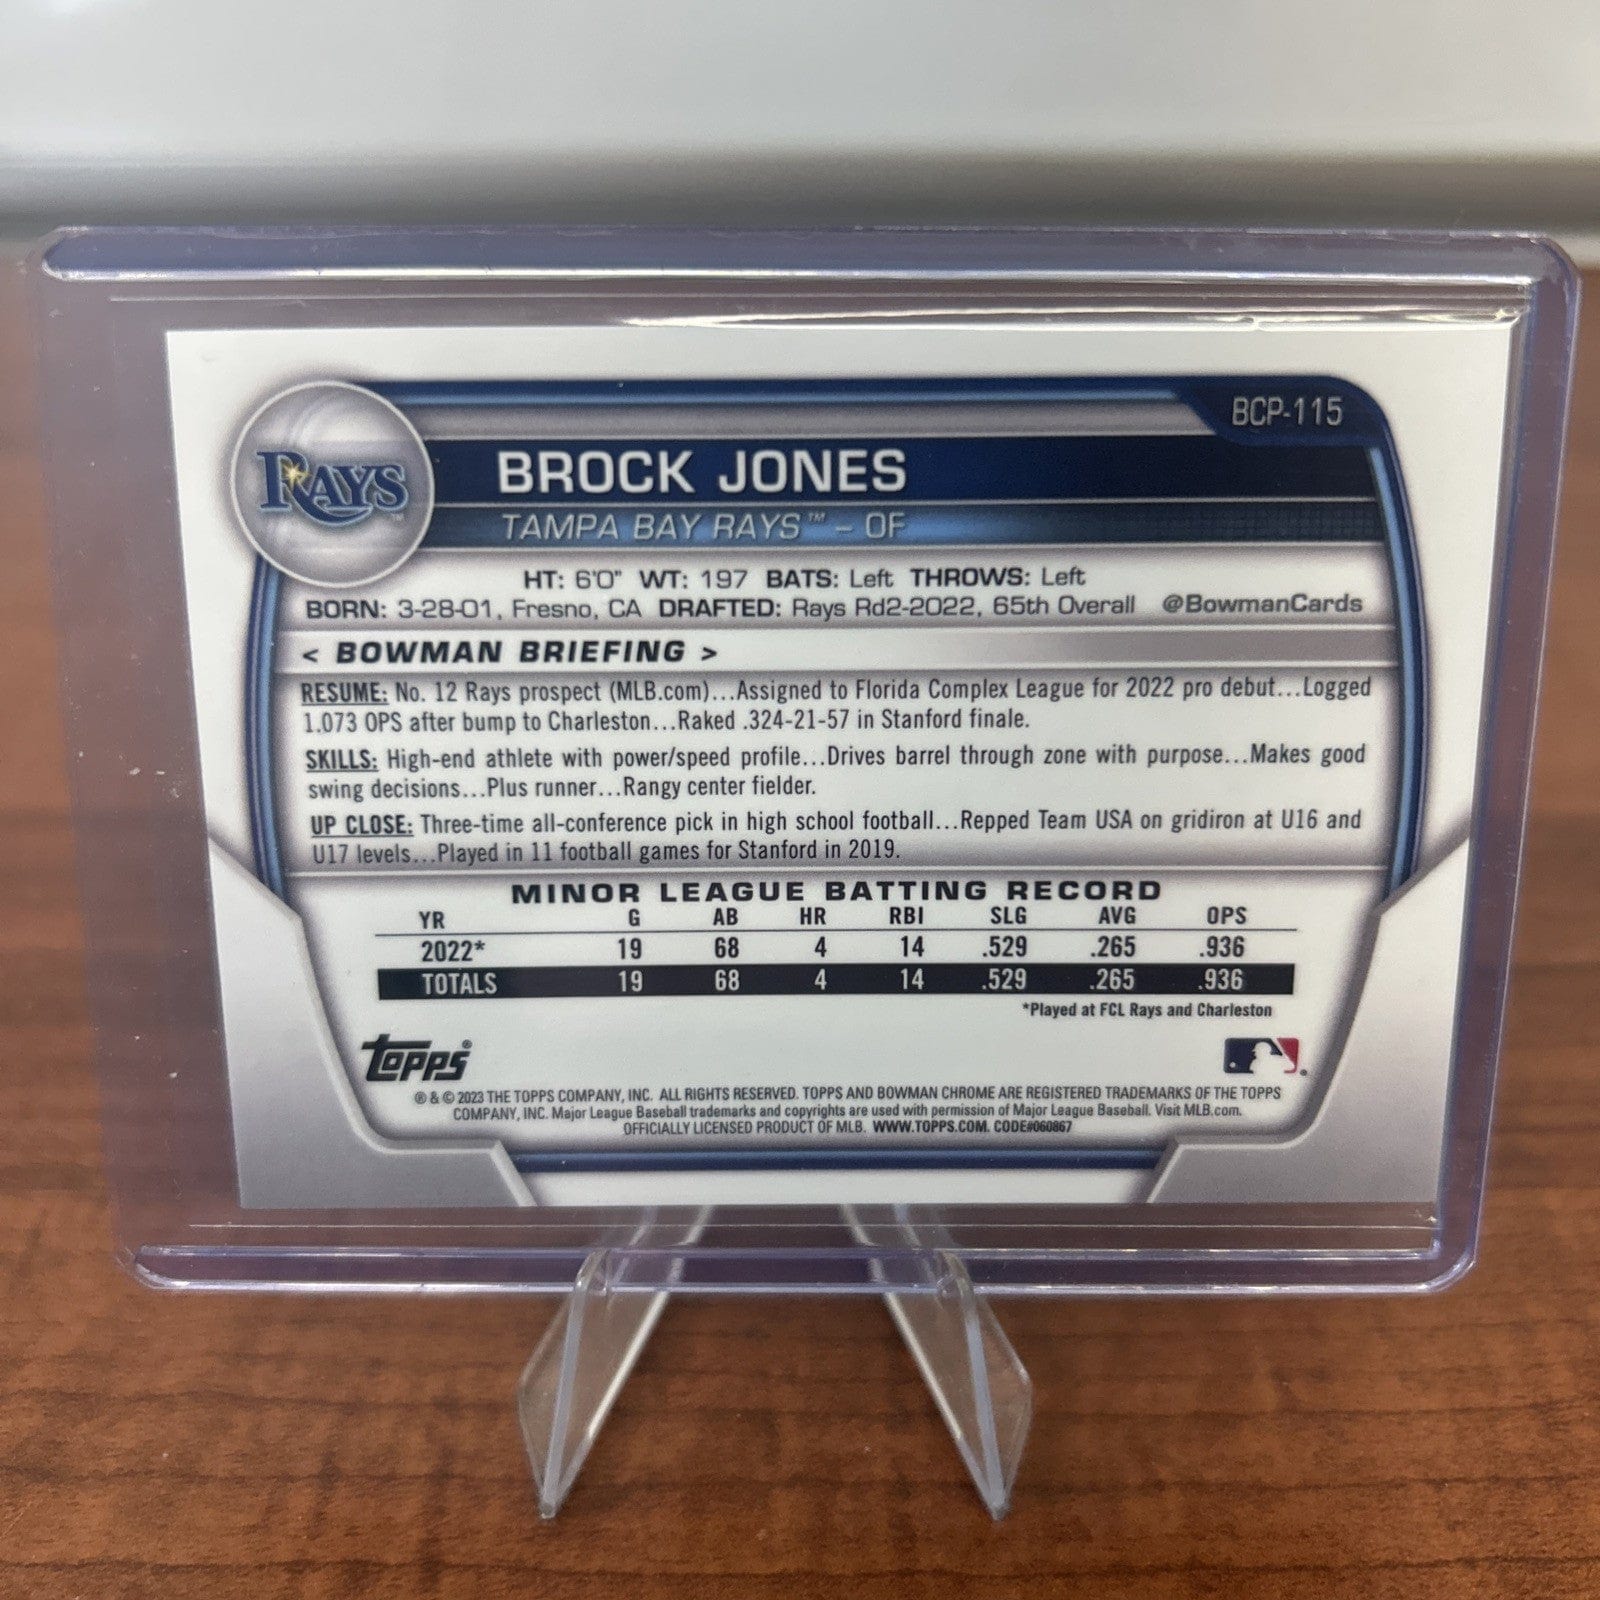 BCP-115
RAYS™
BROCK JONES
TAMPA BAY RAYS™ – OF
HT: 6'0" WT: 197 BATS: Left THROWS: Left
BORN: 3-28-01, Fresno, CA DRAFTED: Rays Rd2-2022, 65th Overall @BowmanCards
< BOWMAN BRIEFING >
RESUME: No. 12 Rays prospect (MLB.com)...Assigned to Florida Complex League for 2022 pro debut...Logged
1.073 OPS after bump to Charleston...Raked .324-21-57 in Stanford finale.
SKILLS: High-end athlete with power/speed profile...Drives barrel through zone with purpose...Makes good
swing decisions...Plus runner...Rangy center fielder.
UP CLOSE: Three-time all-conference pick in high school football...Repped Team USA on gridiron at U16 and
U17 levels...Played in 11 football games for Stanford in 2019.
MINOR LEAGUE BATTING RECORD
YR G AB HR RBI SLG AVG OPS
2022* 19 68 4 14 .529 .265 .936
TOTALS 19 68 4 14 .529 .265 .936
*Played at FCL Rays and Charleston
Topps®
® & © 2023 THE TOPPS COMPANY, INC. ALL RIGHTS RESERVED. TOPPS AND BOWMAN CHROME ARE REGISTERED TRADEMARKS OF THE TOPPS
COMPANY, INC. Major League Baseball trademarks and copyrights are used with permission of Major League Baseball. Visit MLB.com.
OFFICIALLY LICENSED PRODUCT OF MLB. WWW.TOPPS.COM. CODE#060867